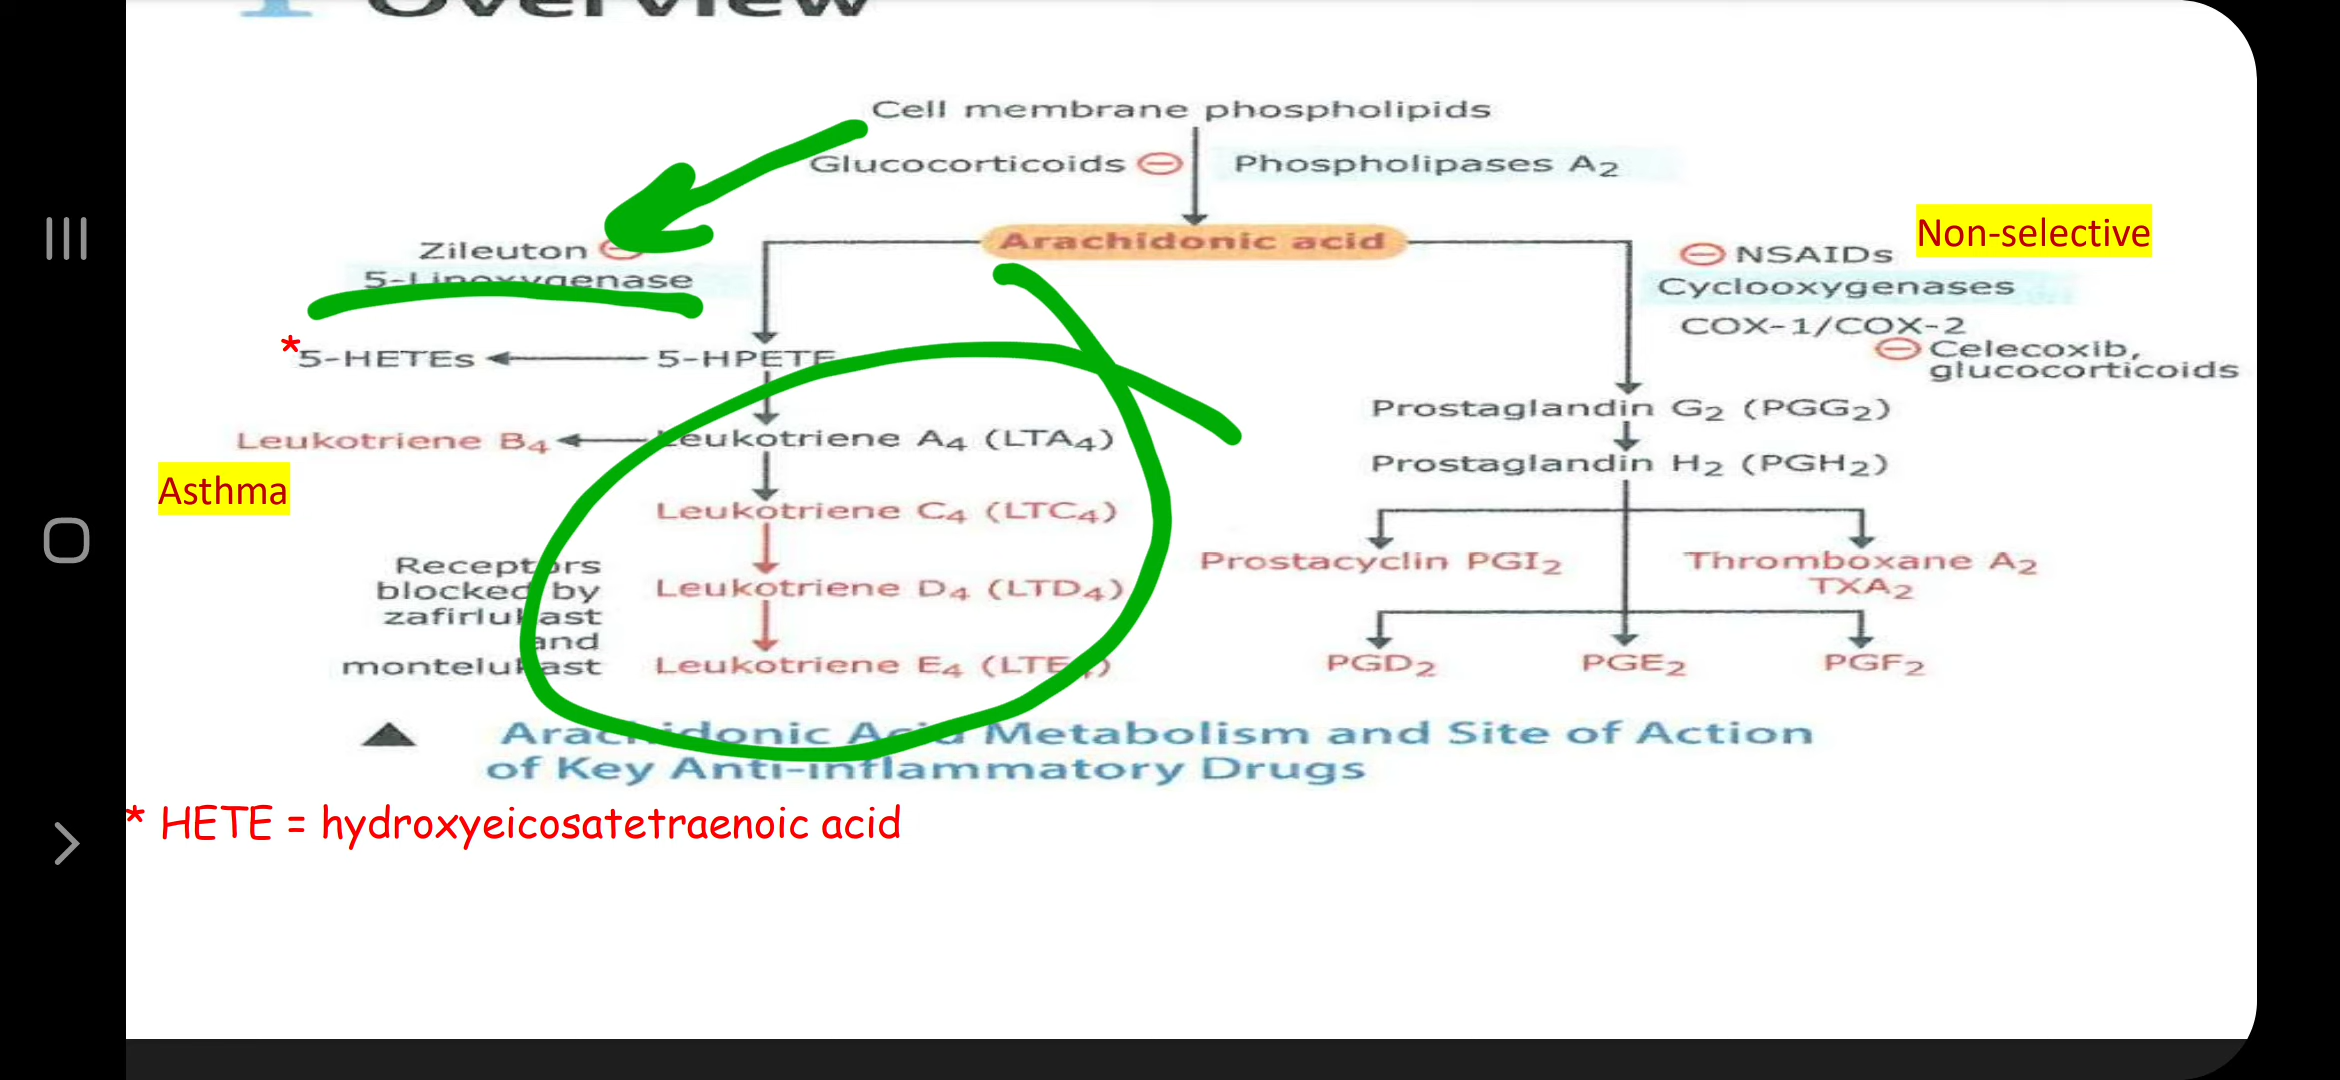 Overview
Cell membrane phospholipids
Glucocorticoids
Phospholipases A2
Arachidonic acid
Zileuton
5-Lipoxygenase
NSAIDs
Non-selective
Cyclooxygenases
COX-1/COX-2
Celecoxib,
glucocorticoids
*5-HETEs
5-HPETE
Leukotriene B4
Leukotriene A4 (LTA4)
Asthma
Leukotriene C4 (LTC4)
Receptors
blocked by
zafirlukast
and
montelukast
Leukotriene D4 (LTD4)
Leukotriene E4 (LTE4)
Prostaglandin G2 (PGG2)
Prostaglandin H2 (PGH2)
Prostacyclin PGI2
Thromboxane A2
TXA2
PGD2
PGE2
PGF2
Arachidonic Acid Metabolism and Site of Action
of Key Anti-inflammatory Drugs
* HETE = hydroxyeicosatetraenoic acid